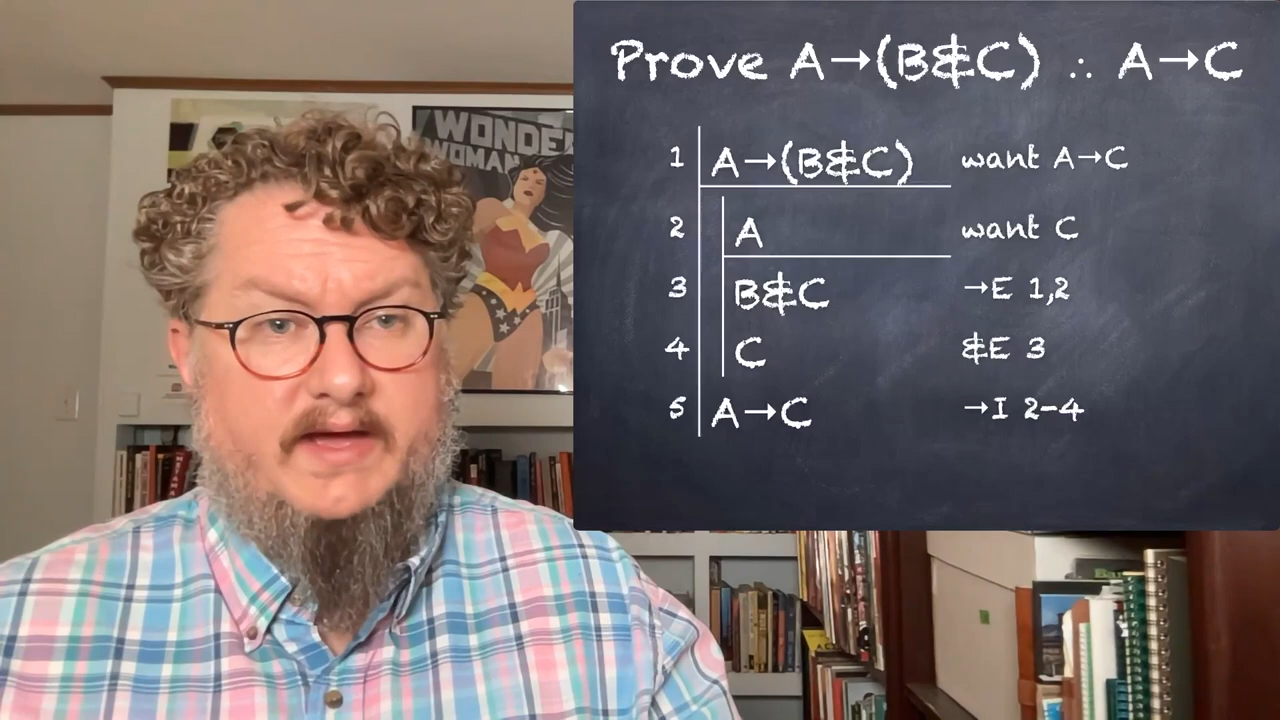 Prove A→(B&C) ∴ A→C
1 A→(B&C) want A→C
2 A want C
3 B&C →E 1,2
4 C &E 3
5 A→C →I 2-4
WONDER
WOMAN